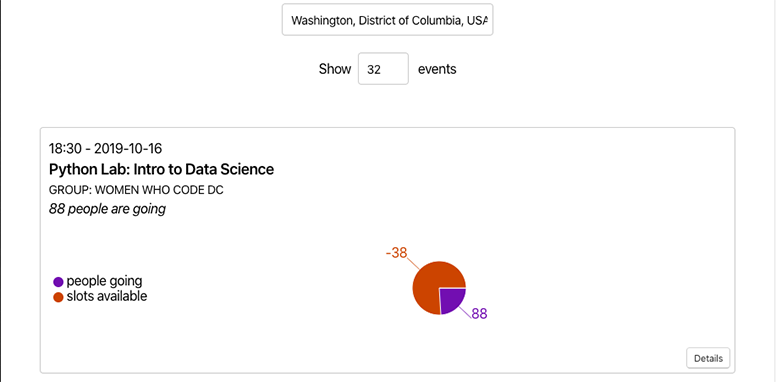 Washington, District of Columbia, USA
Show 32 events
18:30 - 2019-10-16
Python Lab: Intro to Data Science
GROUP: WOMEN WHO CODE DC
88 people are going
-38
people going
slots available
88
Details